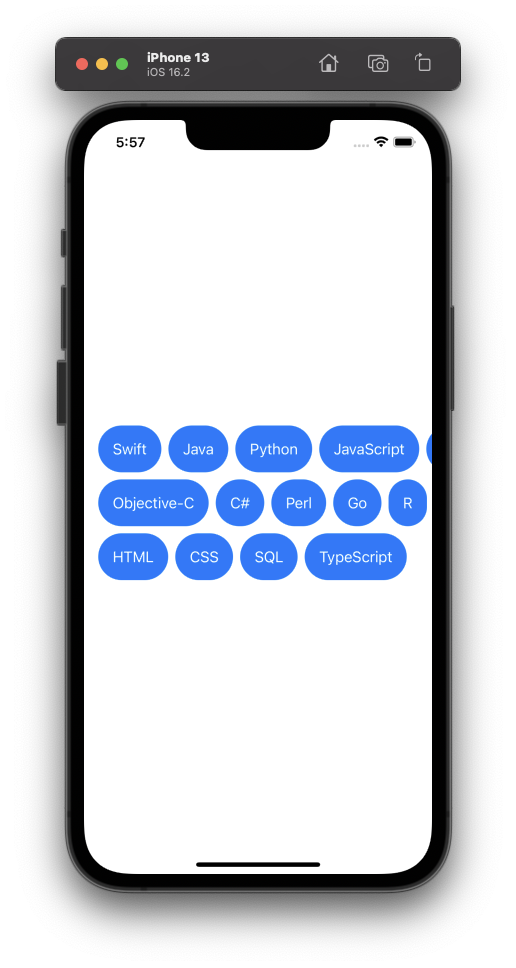 iPhone 13
iOS 16.2
5:57
Swift Java Python JavaScript
Objective-C C# Perl Go R
HTML CSS SQL TypeScript